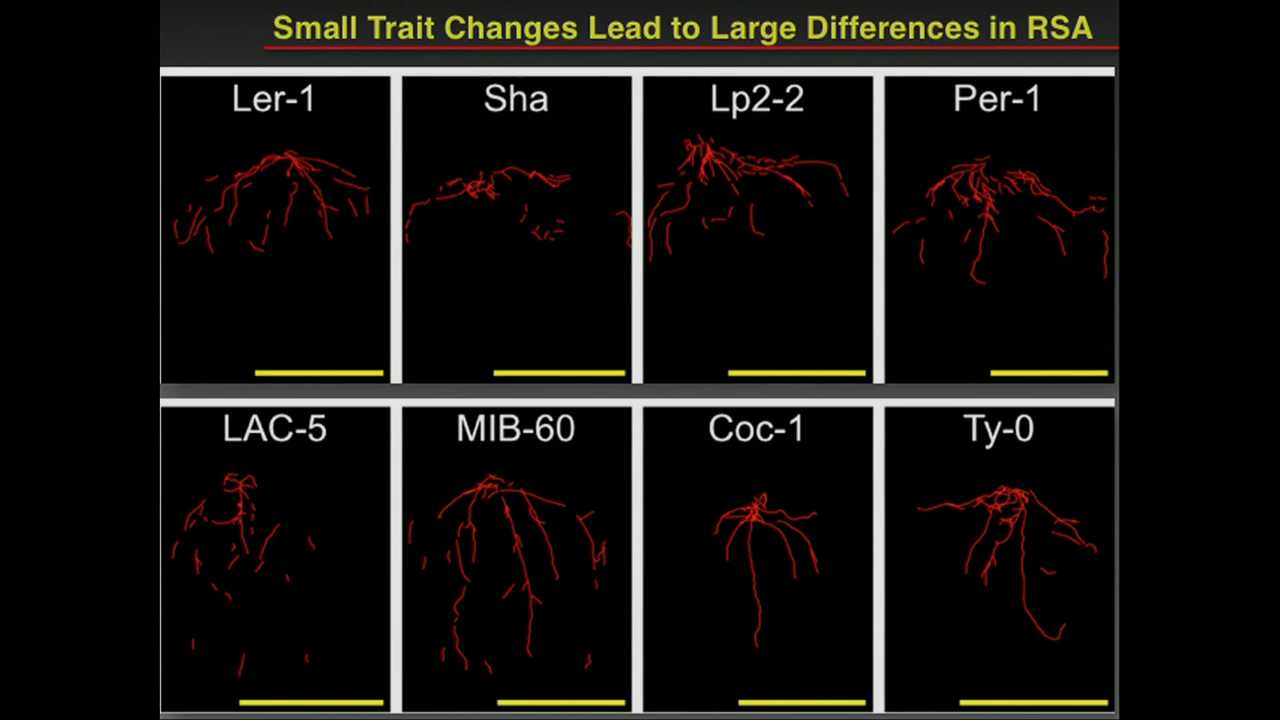 Small Trait Changes Lead to Large Differences in RSA
Ler-1 Sha Lp2-2 Per-1
LAC-5 MIB-60 Coc-1 Ty-0